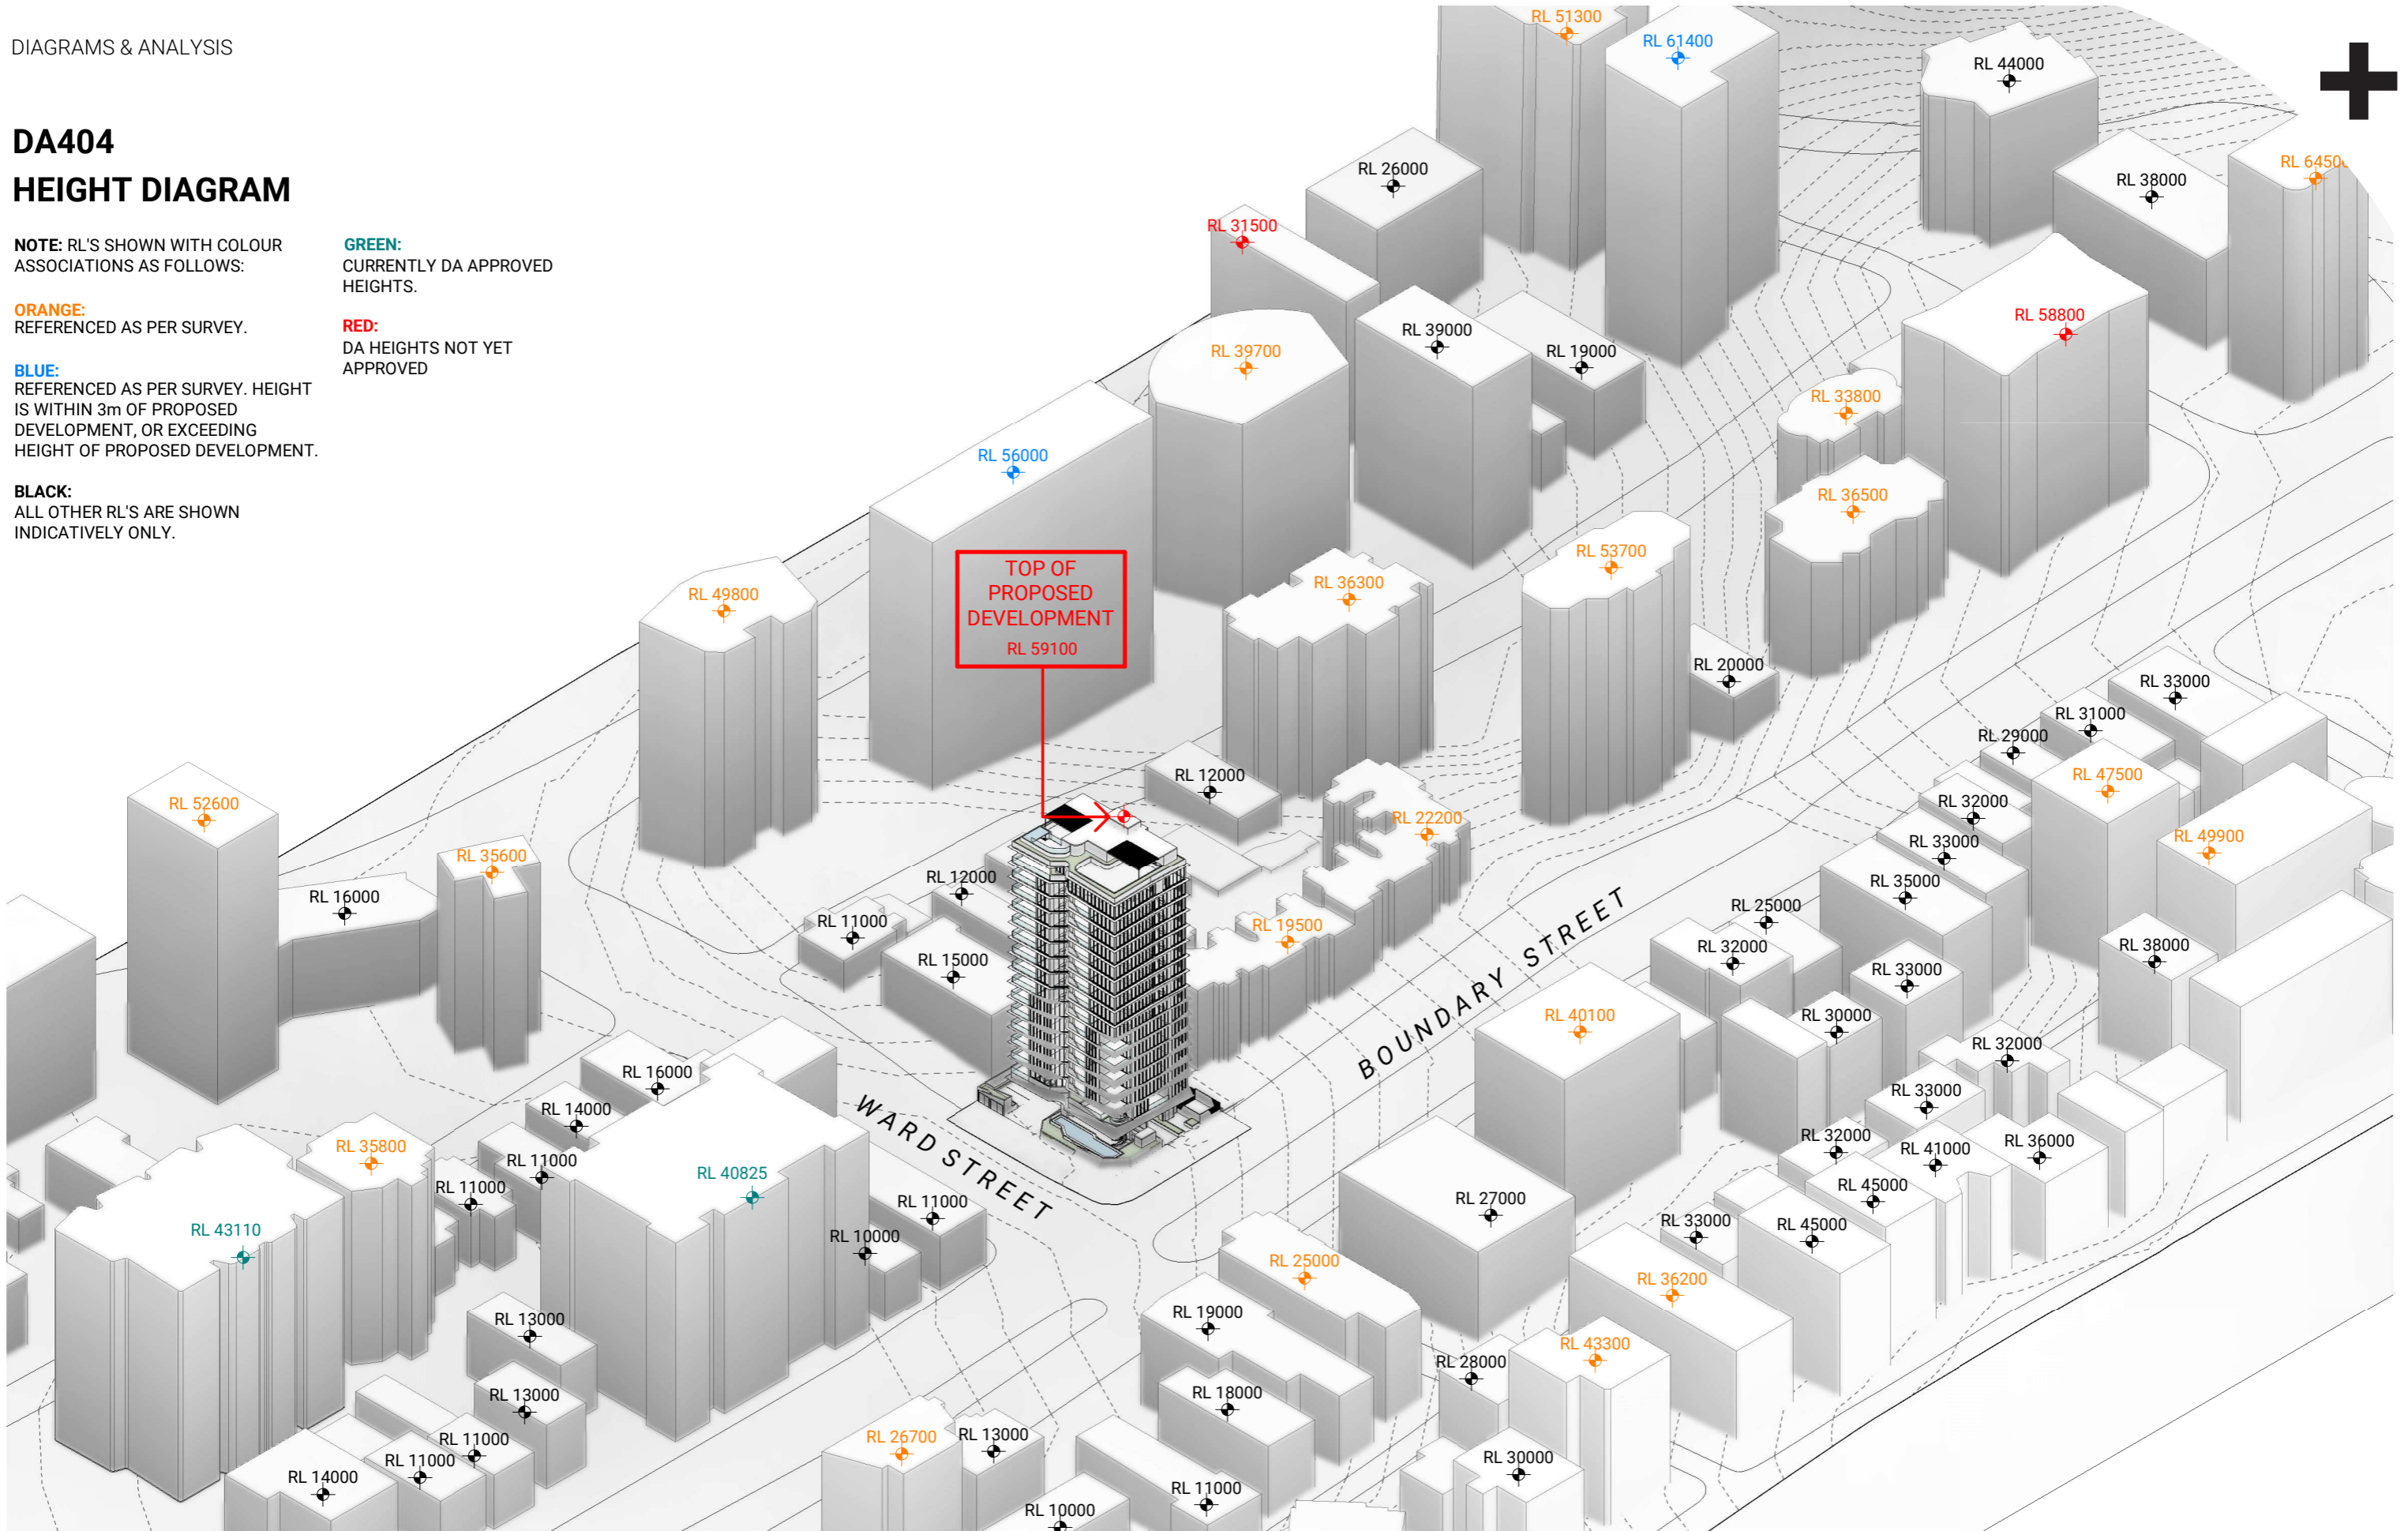 DIAGRAMS & ANALYSIS
DA404
HEIGHT DIAGRAM
NOTE: RL'S SHOWN WITH COLOUR
ASSOCIATIONS AS FOLLOWS:
ORANGE:
REFERENCED AS PER SURVEY.
BLUE:
REFERENCED AS PER SURVEY. HEIGHT
IS WITHIN 3m OF PROPOSED
DEVELOPMENT, OR EXCEEDING
HEIGHT OF PROPOSED DEVELOPMENT.
BLACK:
ALL OTHER RL'S ARE SHOWN
INDICATIVELY ONLY.
GREEN:
CURRENTLY DA APPROVED
HEIGHTS.
RED:
DA HEIGHTS NOT YET
APPROVED
RL 51300
RL 61400
RL 44000
RL 26000
RL 6450
RL 38000
RL 31500
RL 58800
RL 39000
RL 39700
RL 19000
RL 33800
RL 56000
RL 36500
RL 53700
TOP OF
PROPOSED
DEVELOPMENT
RL 59100
RL 36300
RL 49800
RL 20000
RL 33000
RL 31000
RL 29000
RL 12000
RL 47500
RL 52600
RL 32000
RL 22200
RL 49900
RL 33000
RL 35600
RL 12000
RL 35000
RL 16000
RL 25000
RL 11000
RL 19500
RL 32000
RL 38000
RL 15000
RL 33000
BOUNDARY STREET
RL 40100
RL 30000
RL 32000
RL 16000
RL 33000
RL 14000
WARD STREET
RL 32000
RL 36000
RL 35800
RL 41000
RL 11000
RL 40825
RL 11000
RL 45000
RL 11000
RL 27000
RL 33000
RL 45000
RL 43110
RL 10000
RL 25000
RL 36200
RL 19000
RL 13000
RL 43300
RL 28000
RL 13000
RL 18000
RL 26700
RL 13000
RL 11000
RL 11000
RL 30000
RL 14000
RL 11000
RL 10000